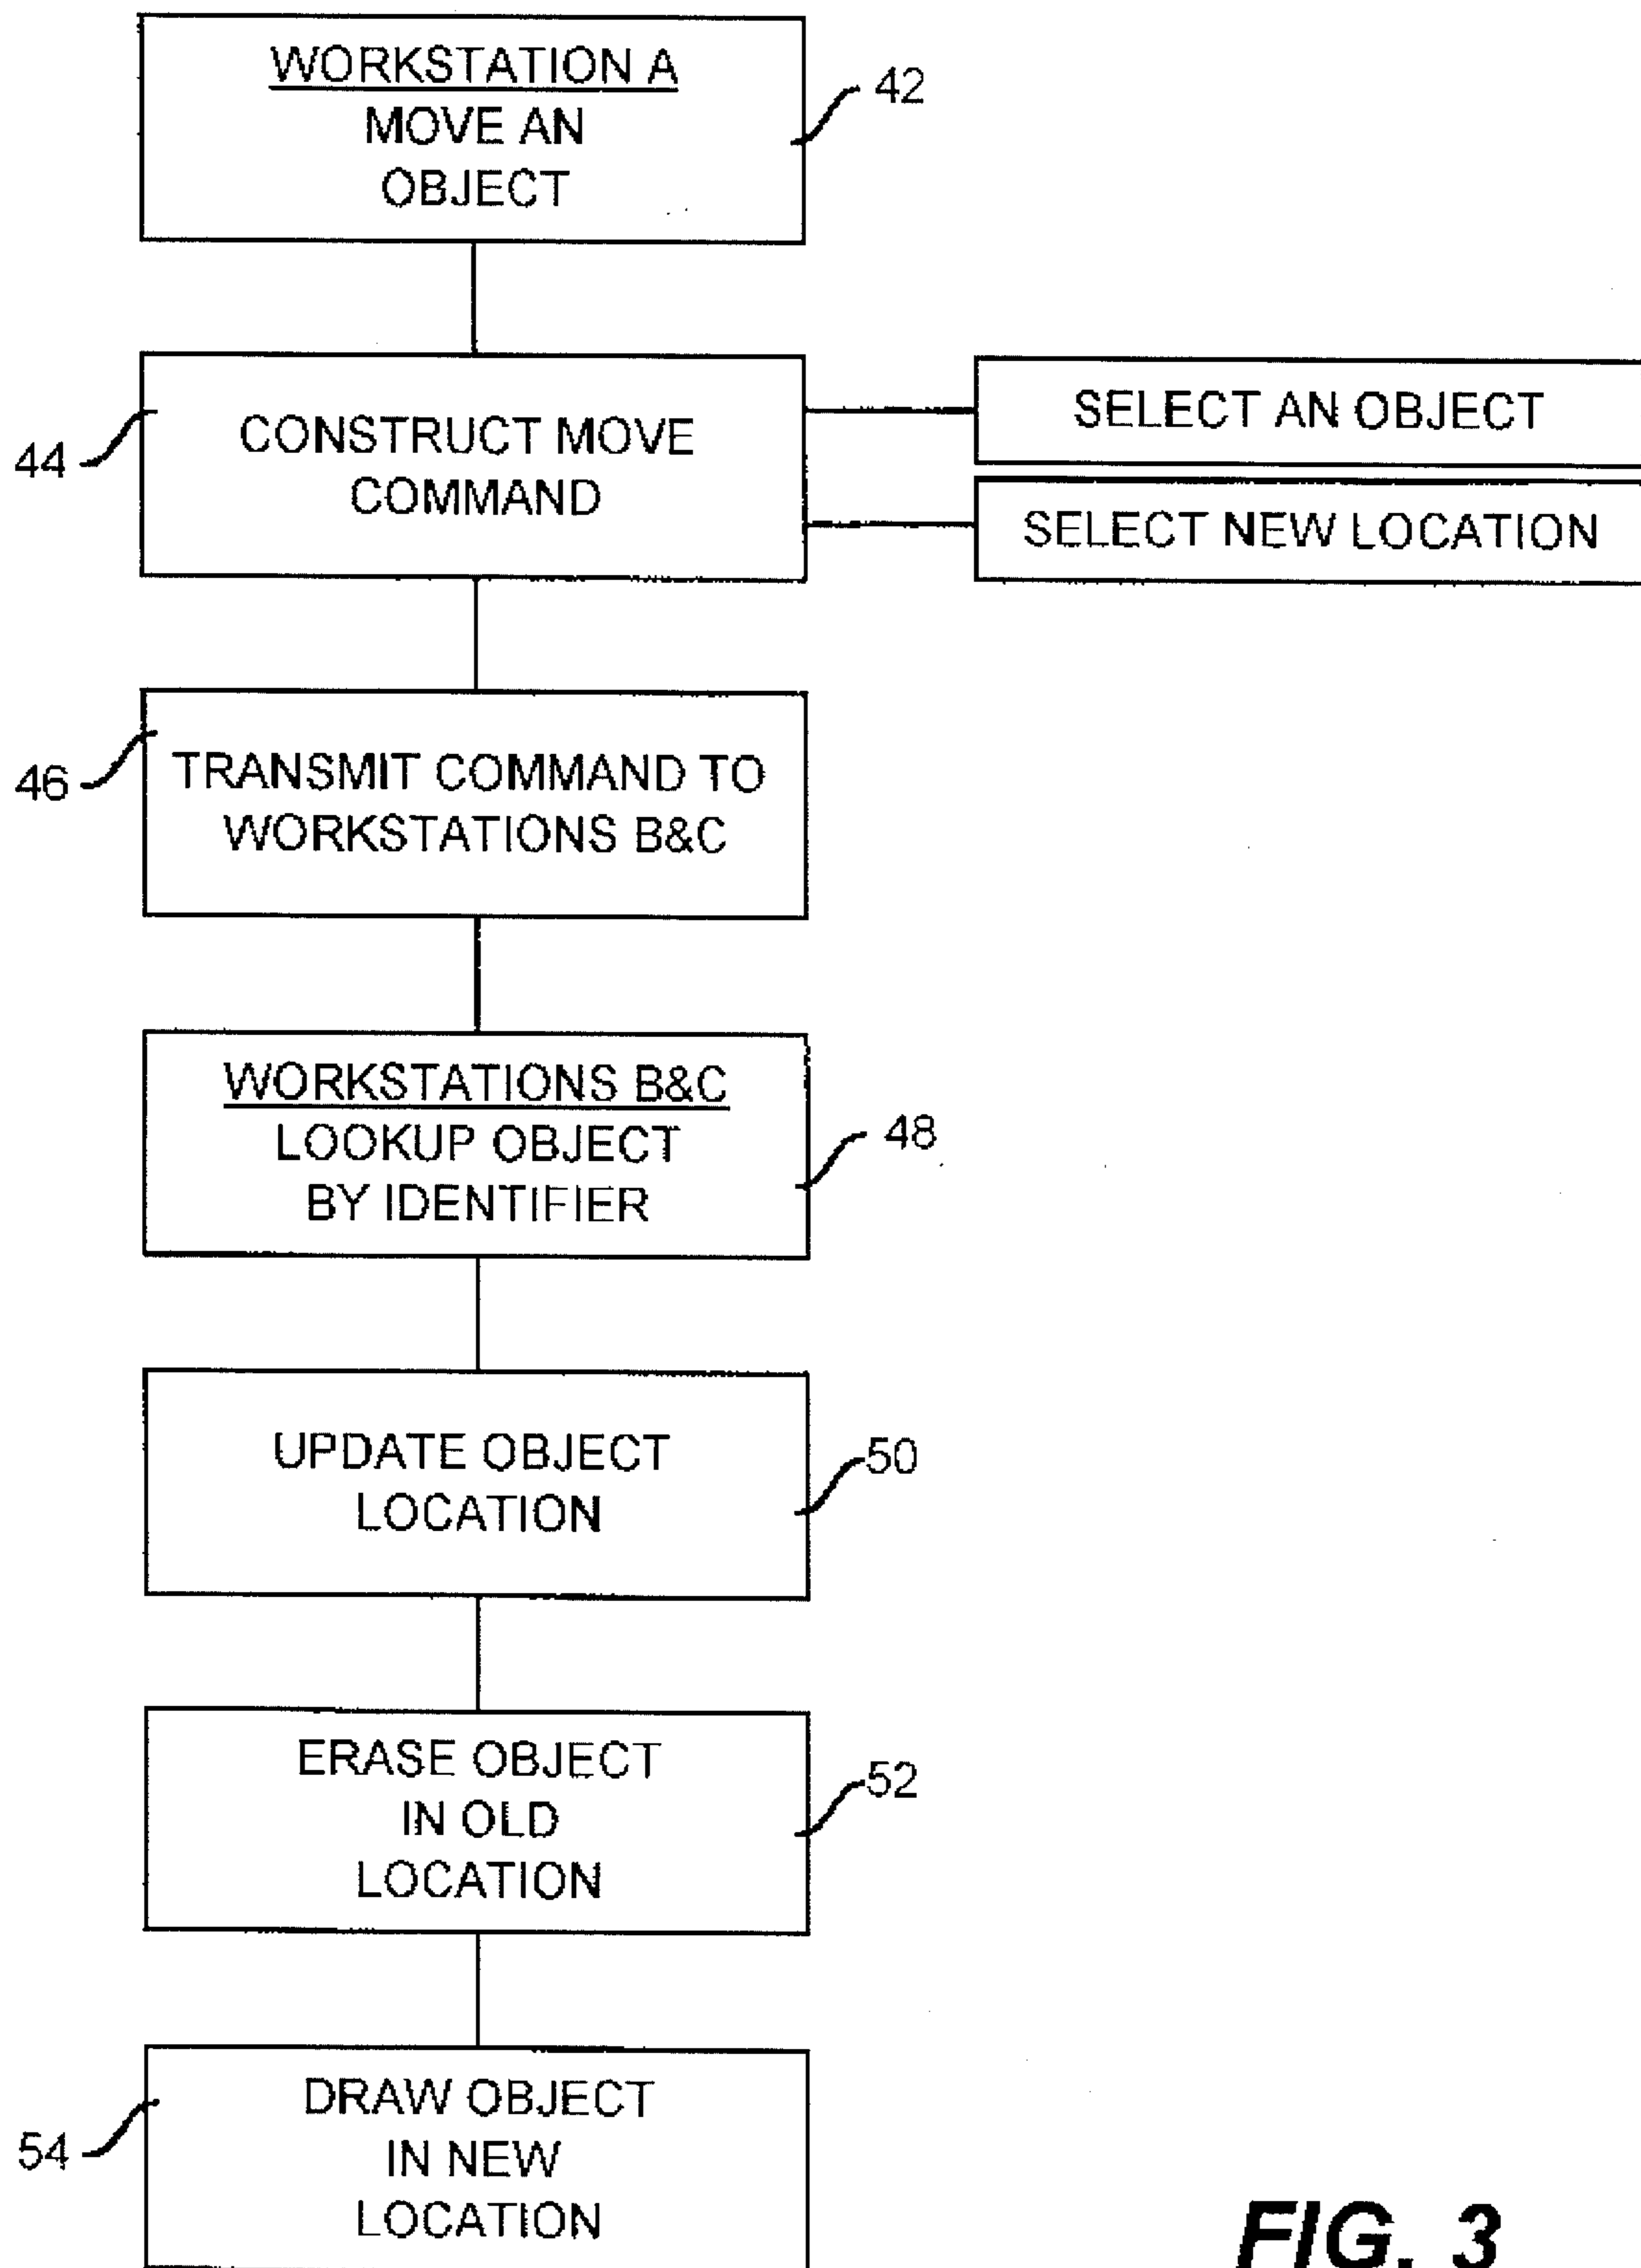 WORKSTATION A
MOVE AN
OBJECT
42
44
CONSTRUCT MOVE
COMMAND
SELECT AN OBJECT
SELECT NEW LOCATION
46
TRANSMIT COMMAND TO
WORKSTATIONS B&C
WORKSTATIONS B&C
LOOKUP OBJECT
BY IDENTIFIER
48
UPDATE OBJECT
LOCATION
50
ERASE OBJECT
IN OLD
LOCATION
52
54
DRAW OBJECT
IN NEW
LOCATION
FIG. 3